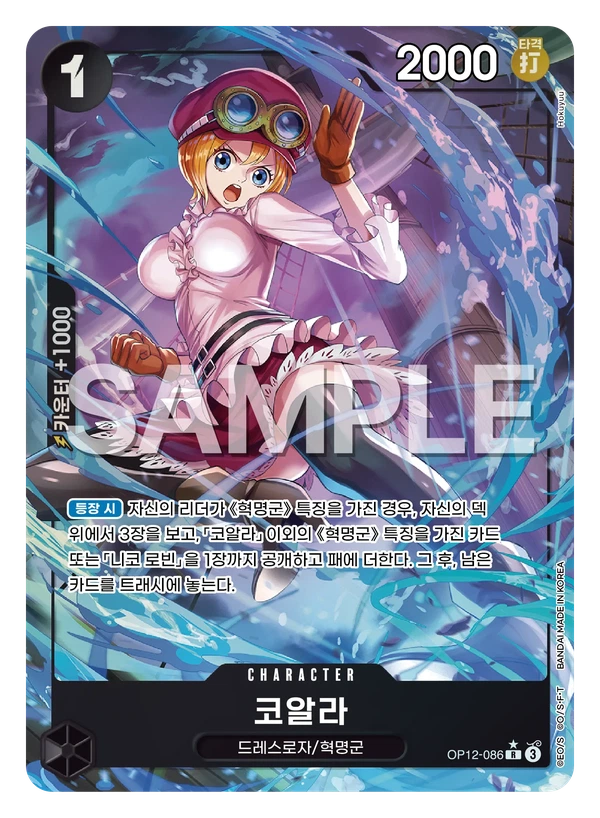 1
2000
타격
打
Hokuyuu
카운터 +1000
SAMPLE
등장 시 자신의 리더가 《혁명군》 특징을 가진 경우, 자신의 덱
위에서 3장을 보고, 「코알라」 이외의 《혁명군》 특징을 가진 카드
또는 「니코 로빈」을 1장까지 공개하고 패에 더한다. 그 후, 남은
카드를 트래시에 놓는다.
CHARACTER
코알라
드레스로자/혁명군
OP12-086 ★ R 3
©EO/S ©O/S·F·T BANDAI MADE IN KOREA